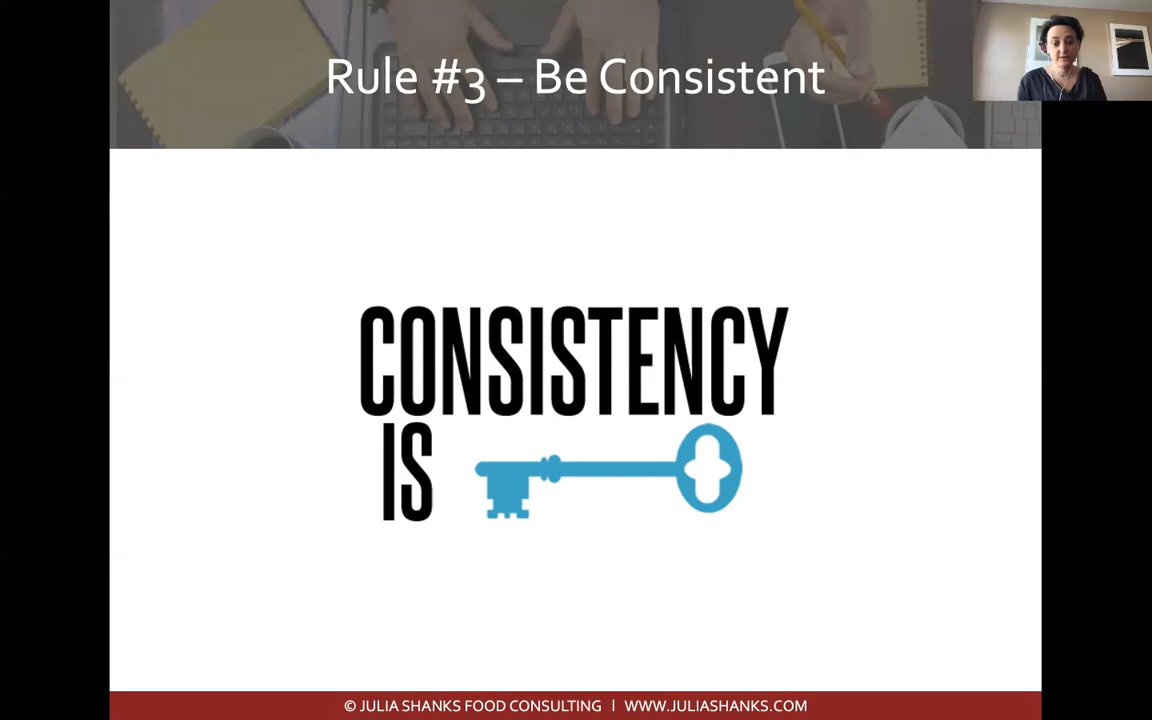 Rule #3 – Be Consistent
CONSISTENCY
IS
© JULIA SHANKS FOOD CONSULTING | WWW.JULIASHANKS.COM